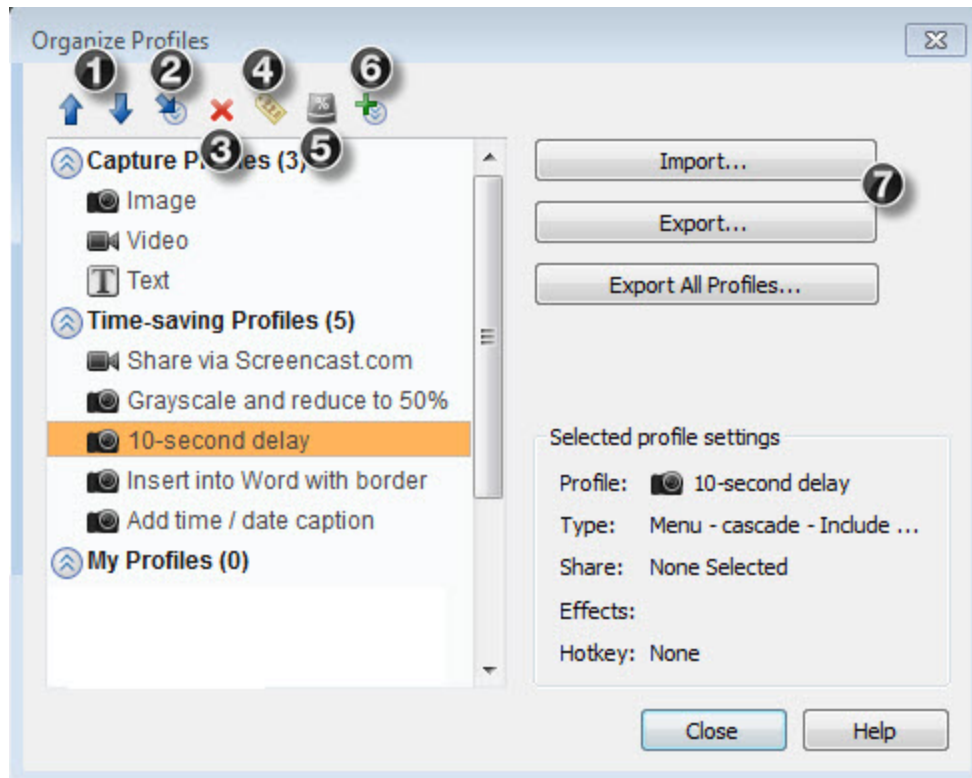 Organize Profiles
1 2 3 4 5 6
Capture P es (3)
Image
Video
Text
Time-saving Profiles (5)
Share via Screencast.com
Grayscale and reduce to 50%
10-second delay
Insert into Word with border
Add time / date caption
My Profiles (0)
Import...
7
Export...
Export All Profiles...
Selected profile settings
Profile: 10-second delay
Type: Menu - cascade - Include ...
Share: None Selected
Effects:
Hotkey: None
Close Help